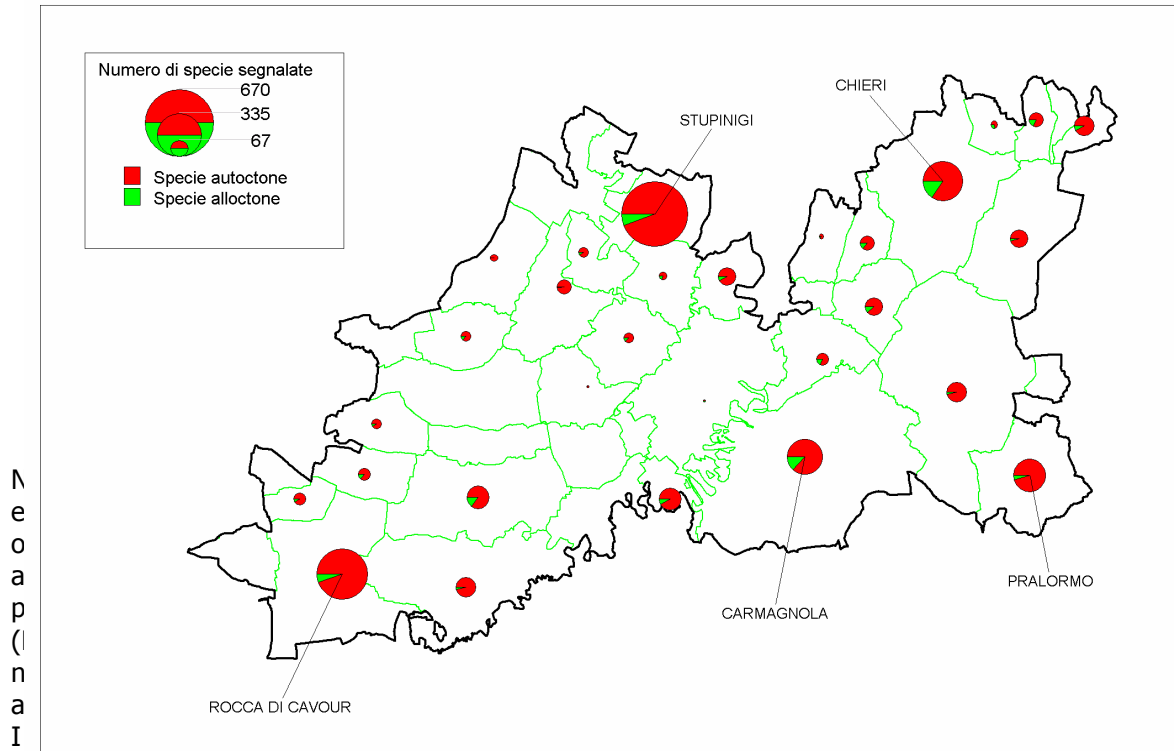 Numero di specie segnalate
670
335
67
Specie autoctone
Specie alloctone
CHIERI
STUPINIGI
PRALORMO
CARMAGNOLA
ROCCA DI CAVOUR
e
o
a
p
n
a
I